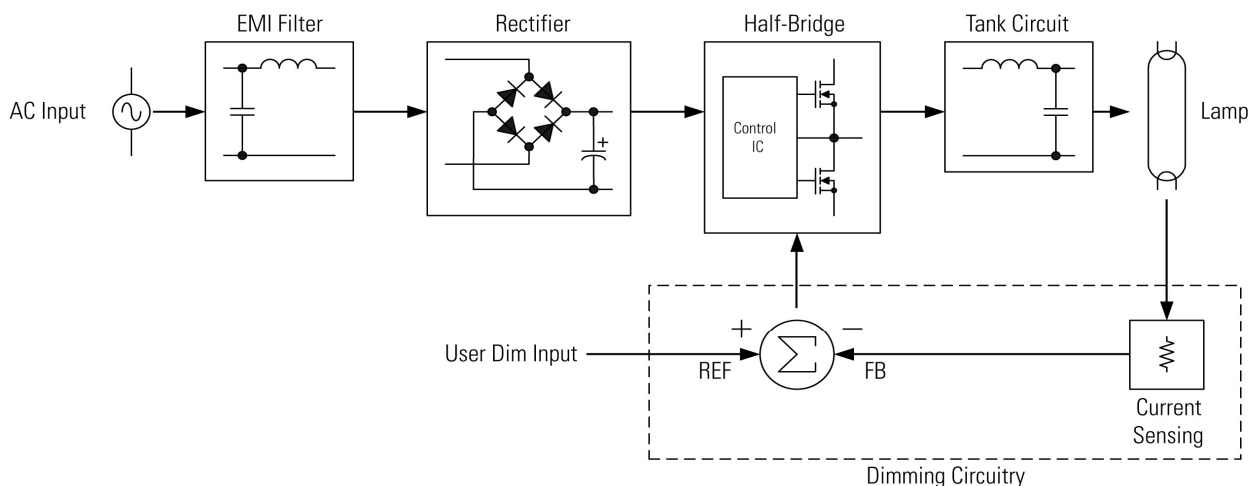 EMI Filter
Rectifier
Half-Bridge
Tank Circuit
AC Input
Control
IC
Lamp
+
+
−
User Dim Input
REF
Σ
FB
Current
Sensing
Dimming Circuitry